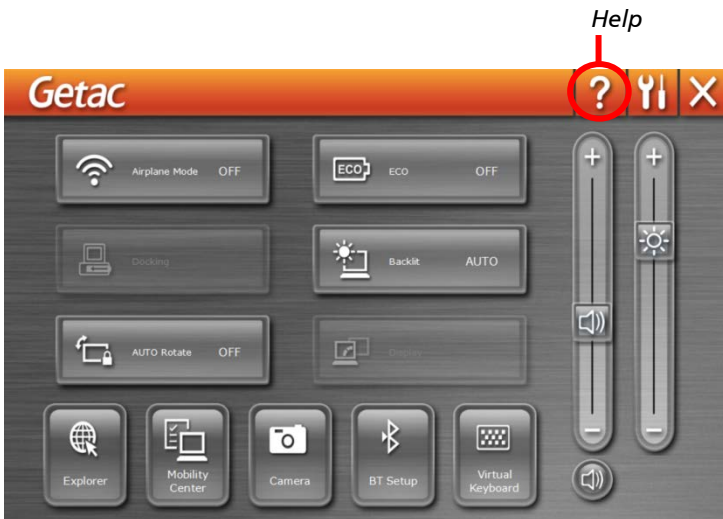 Help
Getac
?
Airplane Mode OFF
ECO ECO OFF
Docking
Backlit AUTO
AUTO Rotate OFF
Display
Explorer
Mobility
Center
Camera
BT Setup
Virtual
Keyboard